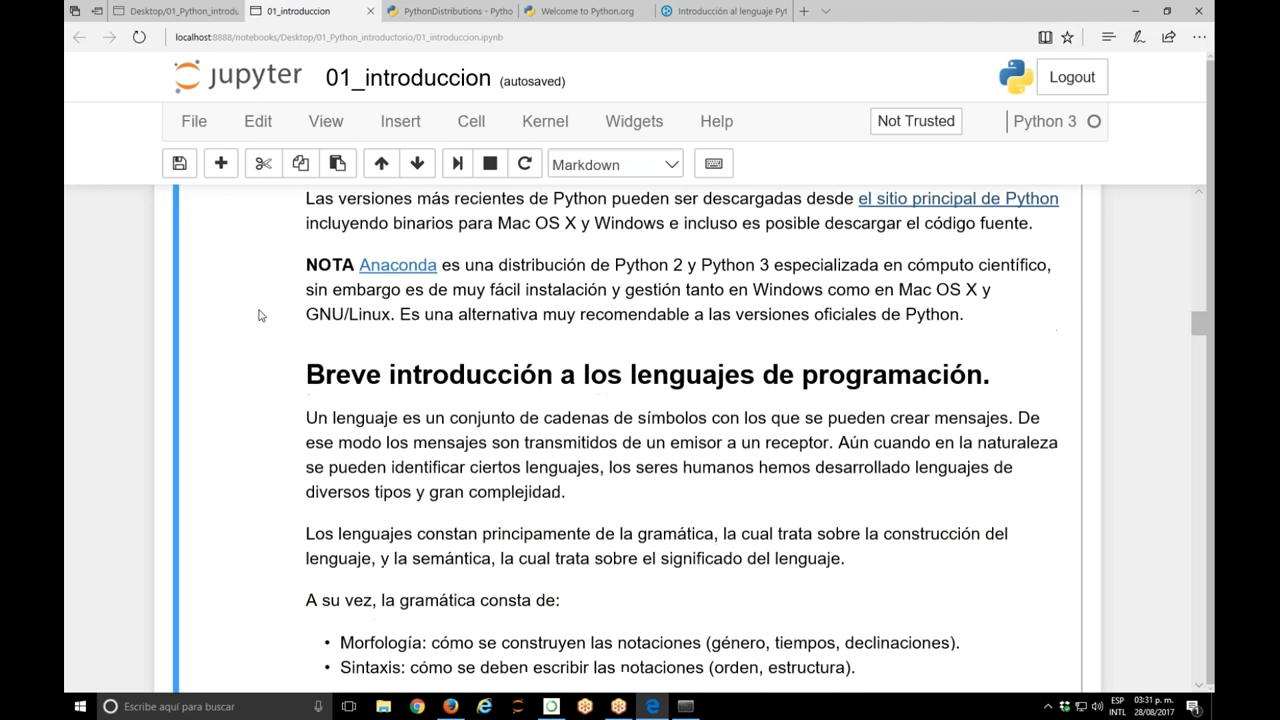 Desktop/01_Python_introdu
01_introduccion
PythonDistributions - Pytho
Welcome to Python.org
Introducción al lenguaje Pyt
localhost:8888/notebooks/Desktop/01_Python_introductorio/01_introduccion.ipynb
jupyter 01_introduccion (autosaved)
Logout
File Edit View Insert Cell Kernel Widgets Help Not Trusted Python 3
Markdown
Las versiones más recientes de Python pueden ser descargadas desde el sitio principal de Python
incluyendo binarios para Mac OS X y Windows e incluso es posible descargar el código fuente.
NOTA Anaconda es una distribución de Python 2 y Python 3 especializada en cómputo científico,
sin embargo es de muy fácil instalación y gestión tanto en Windows como en Mac OS X y
GNU/Linux. Es una alternativa muy recomendable a las versiones oficiales de Python.
Breve introducción a los lenguajes de programación.
Un lenguaje es un conjunto de cadenas de símbolos con los que se pueden crear mensajes. De
ese modo los mensajes son transmitidos de un emisor a un receptor. Aún cuando en la naturaleza
se pueden identificar ciertos lenguajes, los seres humanos hemos desarrollado lenguajes de
diversos tipos y gran complejidad.
Los lenguajes constan principamente de la gramática, la cual trata sobre la construcción del
lenguaje, y la semántica, la cual trata sobre el significado del lenguaje.
A su vez, la gramática consta de:
• Morfología: cómo se construyen las notaciones (género, tiempos, declinaciones).
• Sintaxis: cómo se deben escribir las notaciones (orden, estructura).
Escribe aquí para buscar
ESP 03:31 p. m.
INTL 28/08/2017